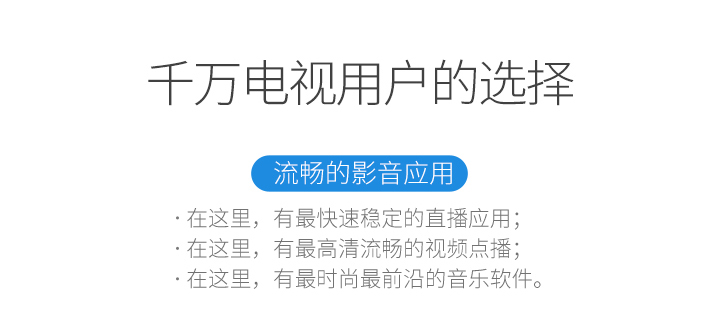 千万电视用户的选择
流畅的影音应用
· 在这里，有最快速稳定的直播应用；
· 在这里，有最高清流畅的视频点播；
· 在这里，有最时尚最前沿的音乐软件。